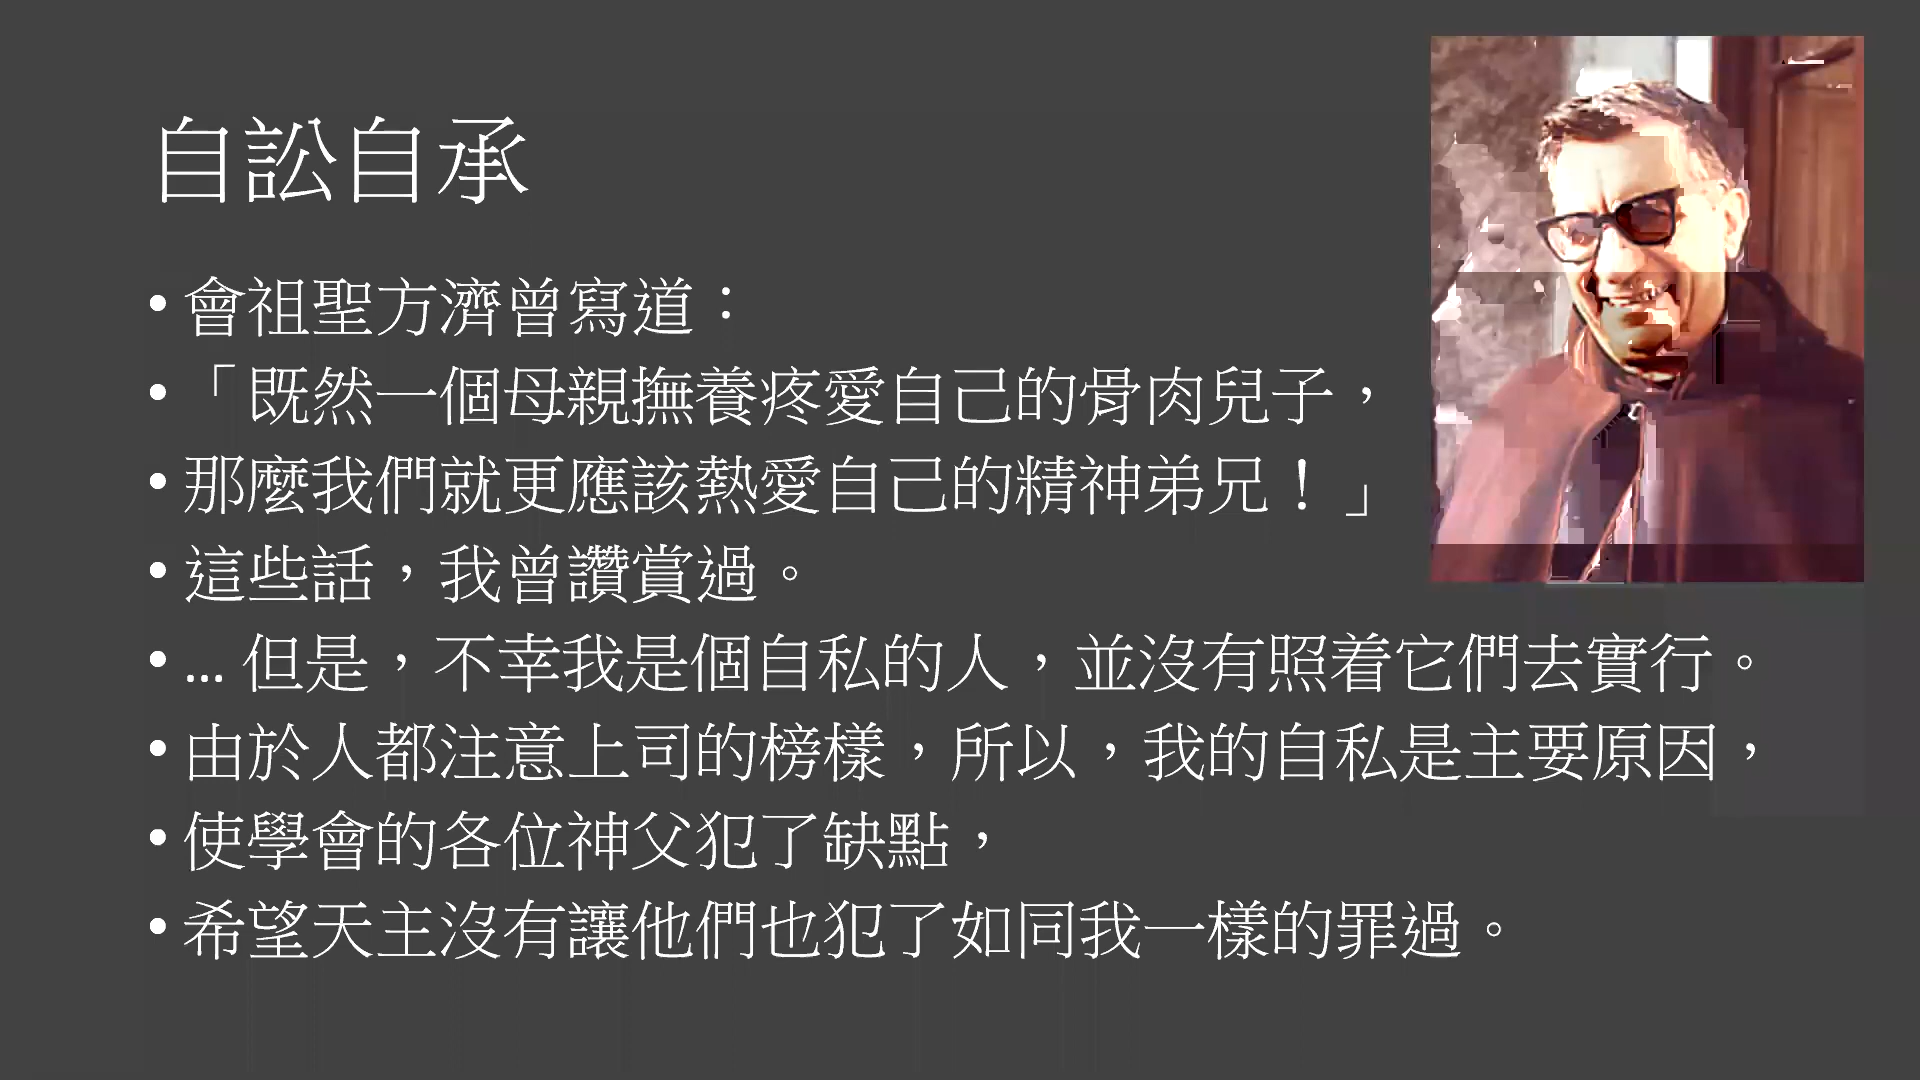 自訟自承
• 會祖聖方濟曾寫道：
• 「既然一個母親撫養疼愛自己的骨肉兒子，
• 那麼我們就更應該熱愛自己的精神弟兄！」
• 這些話，我曾讚賞過。
• ... 但是，不幸我是個自私的人，並沒有照着它們去實行。
• 由於人都注意上司的榜樣，所以，我的自私是主要原因，
• 使學會的各位神父犯了缺點，
• 希望天主沒有讓他們也犯了如同我一樣的罪過。